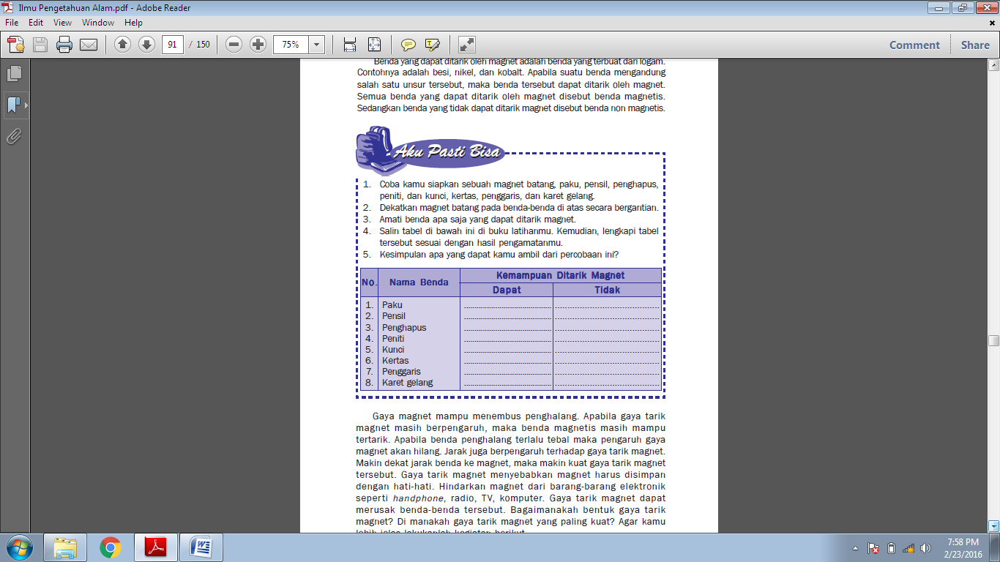 Ilmu Pengetahuan Alam.pdf - Adobe Reader
File Edit View Window Help
91 / 150 75% Comment Share
Benda yang dapat ditarik oleh magnet adalah benda yang terbuat dari logam.
Contohnya adalah besi, nikel, dan kobalt. Apabila suatu benda mengandung
salah satu unsur tersebut, maka benda tersebut dapat ditarik oleh magnet.
Semua benda yang dapat ditarik oleh magnet disebut benda magnetis.
Sedangkan benda yang tidak dapat ditarik magnet disebut benda non magnetis.
Aku Pasti Bisa
1. Coba kamu siapkan sebuah magnet batang, paku, pensil, penghapus,
peniti, dan kunci, kertas, penggaris, dan karet gelang.
2. Dekatkan magnet batang pada benda-benda di atas secara bergantian.
3. Amati benda apa saja yang dapat ditarik magnet.
4. Salin tabel di bawah ini di buku latihanmu. Kemudian, lengkapi tabel
tersebut sesuai dengan hasil pengamatanmu.
5. Kesimpulan apa yang dapat kamu ambil dari percobaan ini?
No. Nama Benda Kemampuan Ditarik Magnet
Dapat Tidak
1. Paku
2. Pensil
3. Penghapus
4. Peniti
5. Kunci
6. Kertas
7. Penggaris
8. Karet gelang
Gaya magnet mampu menembus penghalang. Apabila gaya tarik
magnet masih berpengaruh, maka benda magnetis masih mampu
tertarik. Apabila benda penghalang terlalu tebal maka pengaruh gaya
magnet akan hilang. Jarak juga berpengaruh terhadap gaya tarik magnet.
Makin dekat jarak benda ke magnet, maka makin kuat gaya tarik magnet
tersebut. Gaya tarik magnet menyebabkan magnet harus disimpan
dengan hati-hati. Hindarkan magnet dari barang-barang elektronik
seperti handphone, radio, TV, komputer. Gaya tarik magnet dapat
merusak benda-benda tersebut. Bagaimanakah bentuk gaya tarik
magnet? Di manakah gaya tarik magnet yang paling kuat? Agar kamu
lebih jelas lakukanlah kegiatan berikut.
7:58 PM
2/23/2016